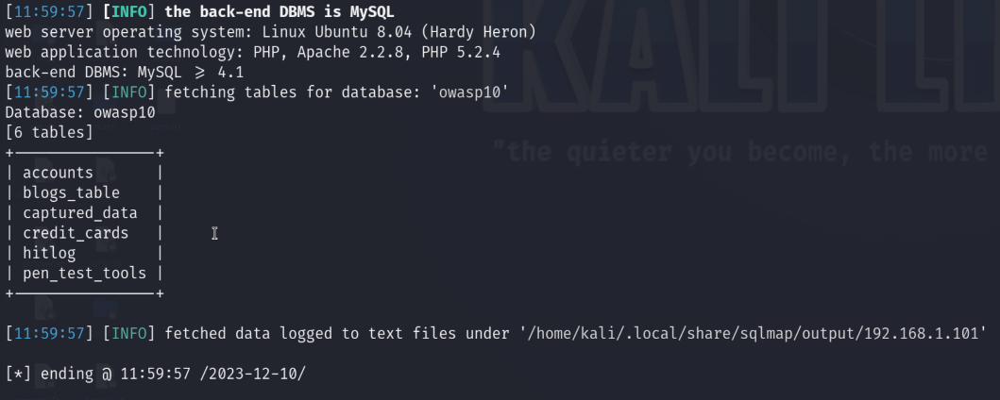 [11:59:57] [INFO] the back-end DBMS is MySQL
web server operating system: Linux Ubuntu 8.04 (Hardy Heron)
web application technology: PHP, Apache 2.2.8, PHP 5.2.4
back-end DBMS: MySQL ≥ 4.1
[11:59:57] [INFO] fetching tables for database: 'owasp10'
Database: owasp10
[6 tables]
+----------------+
| accounts       |
| blogs_table    |
| captured_data  |
| credit_cards   |
| hitlog         |
| pen_test_tools |
+----------------+
[11:59:57] [INFO] fetched data logged to text files under '/home/kali/.local/share/sqlmap/output/192.168.1.101'
[*] ending @ 11:59:57 /2023-12-10/
KALI LI
"the quieter you become, the more